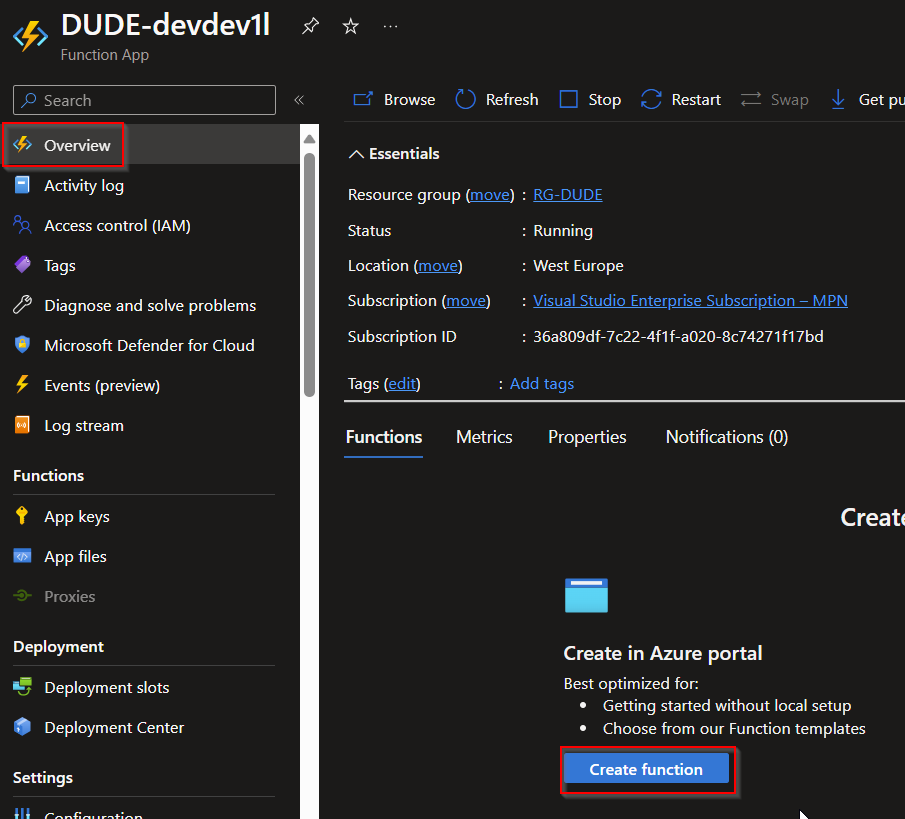 DUDE-devdev1l
Function App
Search
Overview
Activity log
Access control (IAM)
Tags
Diagnose and solve problems
Microsoft Defender for Cloud
Events (preview)
Log stream
Functions
App keys
App files
Proxies
Deployment
Deployment slots
Deployment Center
Settings
Configuration
Browse Refresh Stop Restart Swap Get pu
Essentials
Resource group (move) : RG-DUDE
Status : Running
Location (move) : West Europe
Subscription (move) : Visual Studio Enterprise Subscription – MPN
Subscription ID : 36a809df-7c22-4f1f-a020-8c74271f17bd
Tags (edit) : Add tags
Functions Metrics Properties Notifications (0)
Create
Create in Azure portal
Best optimized for:
• Getting started without local setup
• Choose from our Function templates
Create function